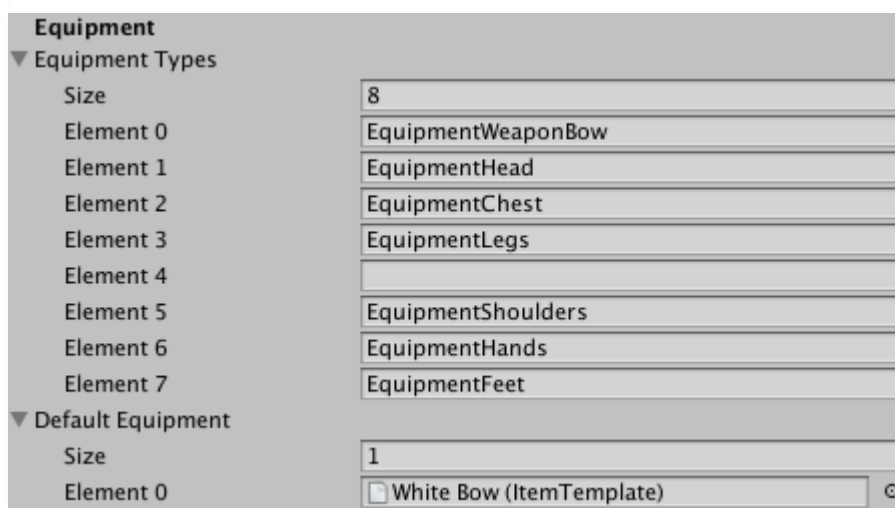 Equipment
Equipment Types
Size 8
Element 0 EquipmentWeaponBow
Element 1 EquipmentHead
Element 2 EquipmentChest
Element 3 EquipmentLegs
Element 4
Element 5 EquipmentShoulders
Element 6 EquipmentHands
Element 7 EquipmentFeet
Default Equipment
Size 1
Element 0 White Bow (ItemTemplate)